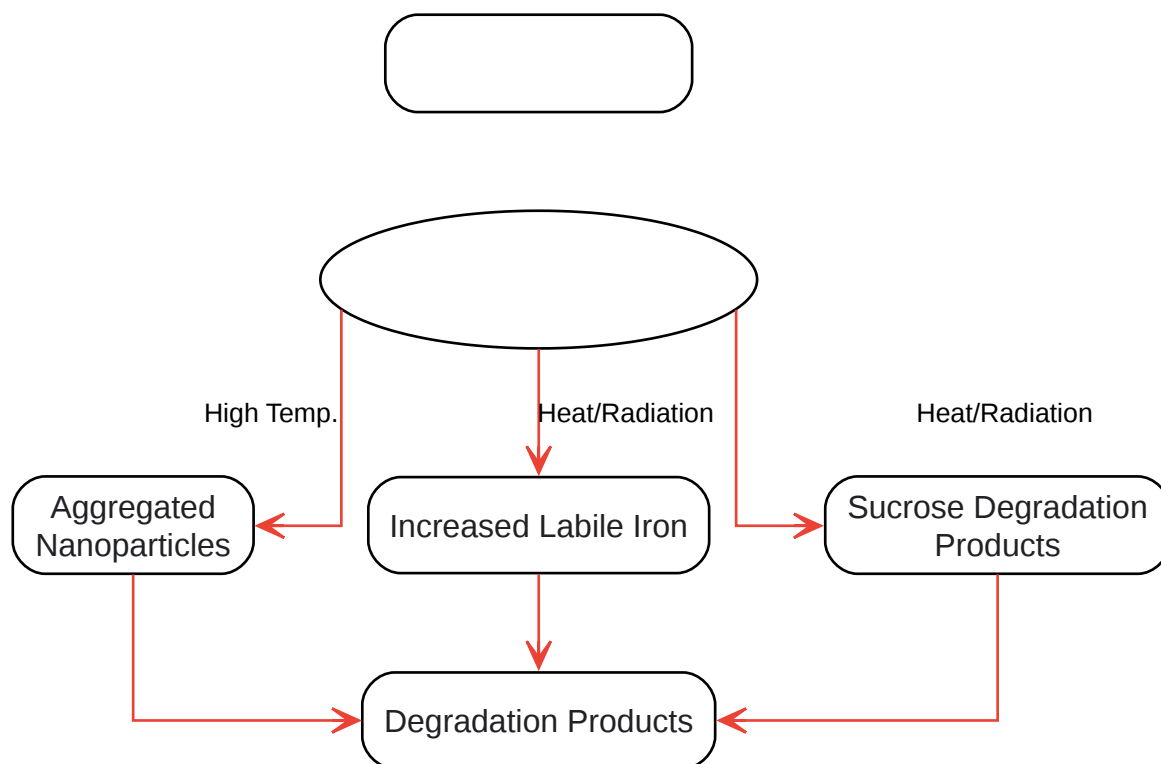 High Temp.
Heat/Radiation
Heat/Radiation
Aggregated
Nanoparticles
Increased Labile Iron
Sucrose Degradation
Products
Degradation Products